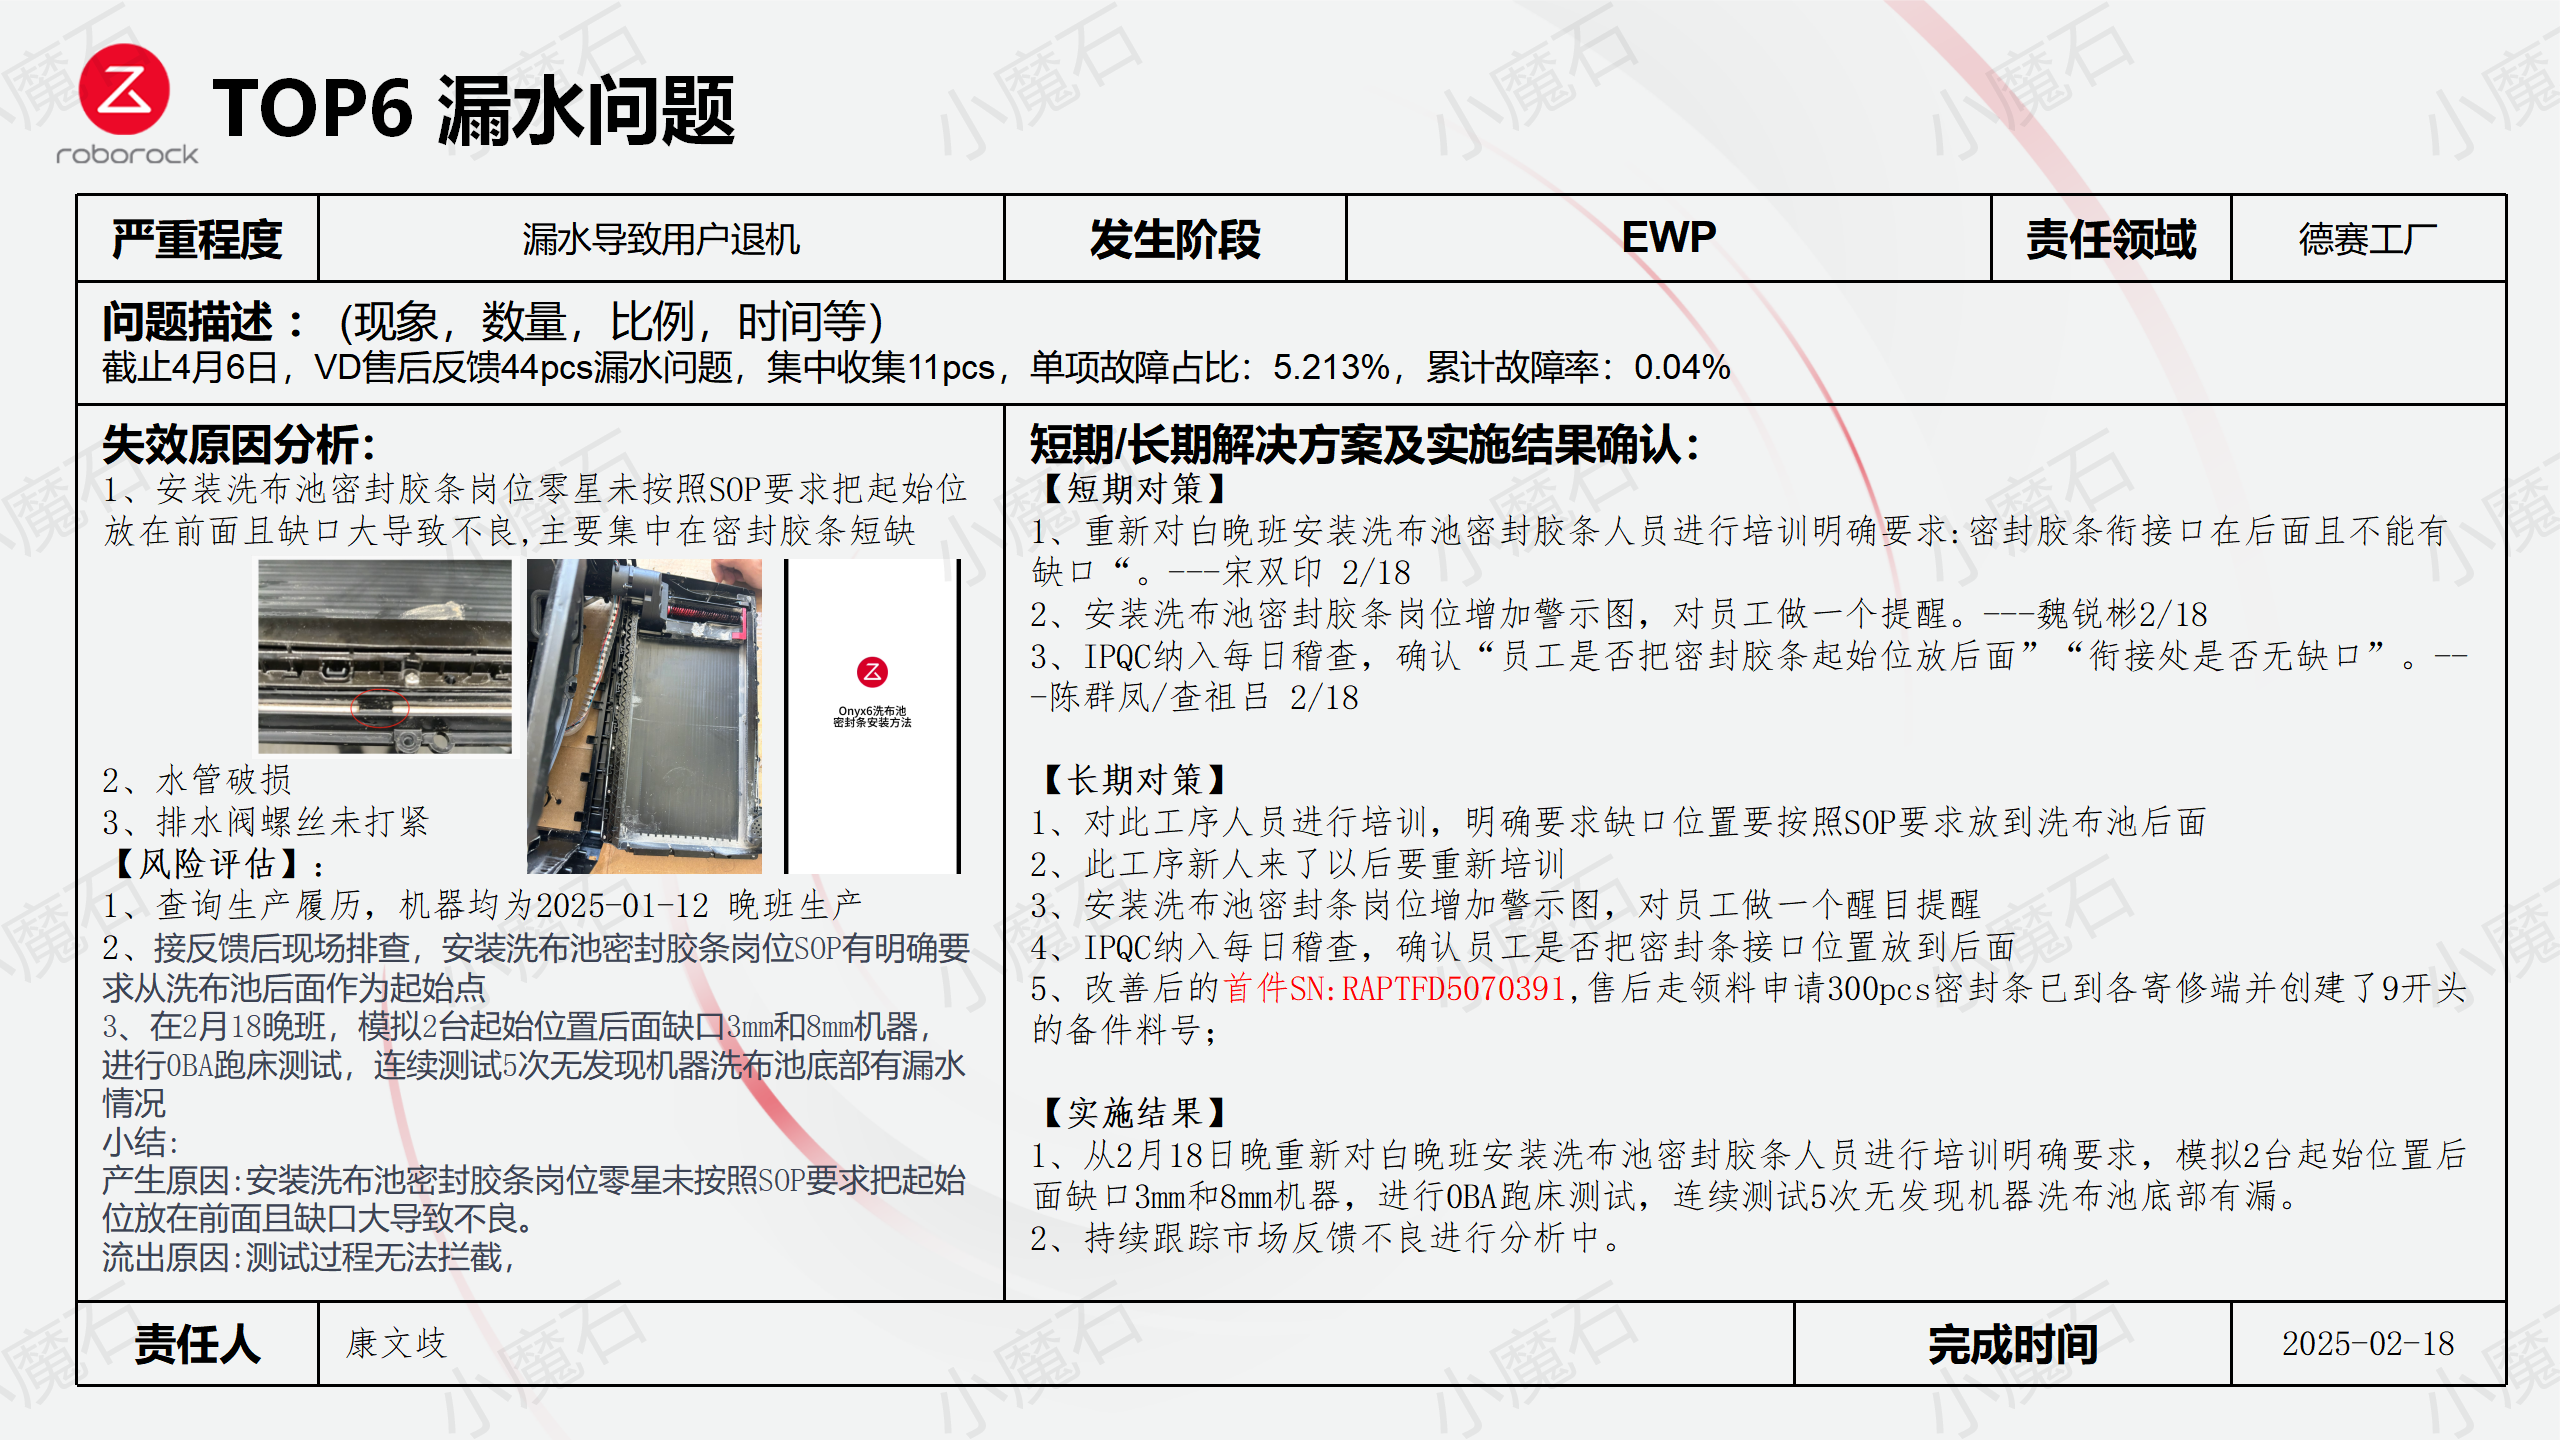 roborock
TOP6 漏水问题
严重程度
漏水导致用户退机
发生阶段
EWP
责任领域
德赛工厂
问题描述 ：（现象，数量，比例，时间等）
截止4月6日，VD售后反馈44pcs漏水问题，集中收集11pcs，单项故障占比：5.213%，累计故障率：0.04%
失效原因分析：
1、安装洗布池密封胶条岗位零星未按照SOP要求把起始位
放在前面且缺口大导致不良,主要集中在密封胶条短缺
Onyx6洗布池
密封条安装方法
2、水管破损
3、排水阀螺丝未打紧
【风险评估】：
1、查询生产履历，机器均为2025-01-12 晚班生产
2、接反馈后现场排查，安装洗布池密封胶条岗位SOP有明确要
求从洗布池后面作为起始点
3、在2月18晚班，模拟2台起始位置后面缺口3mm和8mm机器，
进行OBA跑床测试，连续测试5次无发现机器洗布池底部有漏水
情况
小结：
产生原因:安装洗布池密封胶条岗位零星未按照SOP要求把起始
位放在前面且缺口大导致不良。
流出原因:测试过程无法拦截，
短期/长期解决方案及实施结果确认：
【短期对策】
1、重新对白晚班安装洗布池密封胶条人员进行培训明确要求:密封胶条衔接口在后面且不能有
缺口“。---宋双印 2/18
2、安装洗布池密封胶条岗位增加警示图，对员工做一个提醒。---魏锐彬2/18
3、IPQC纳入每日稽查，确认“员工是否把密封胶条起始位放后面”“衔接处是否无缺口”。--
-陈群凤/查祖吕 2/18
【长期对策】
1、对此工序人员进行培训，明确要求缺口位置要按照SOP要求放到洗布池后面
2、此工序新人来了以后要重新培训
3、安装洗布池密封条岗位增加警示图，对员工做一个醒目提醒
4、IPQC纳入每日稽查，确认员工是否把密封条接口位置放到后面
5、改善后的首件SN:RAPTFD5070391,售后走领料申请300pcs密封条已到各寄修端并创建了9开头
的备件料号；
【实施结果】
1、从2月18日晚重新对白晚班安装洗布池密封胶条人员进行培训明确要求，模拟2台起始位置后
面缺口3mm和8mm机器，进行OBA跑床测试，连续测试5次无发现机器洗布池底部有漏。
2、持续跟踪市场反馈不良进行分析中。
责任人
康文歧
完成时间
2025-02-18
小魔石